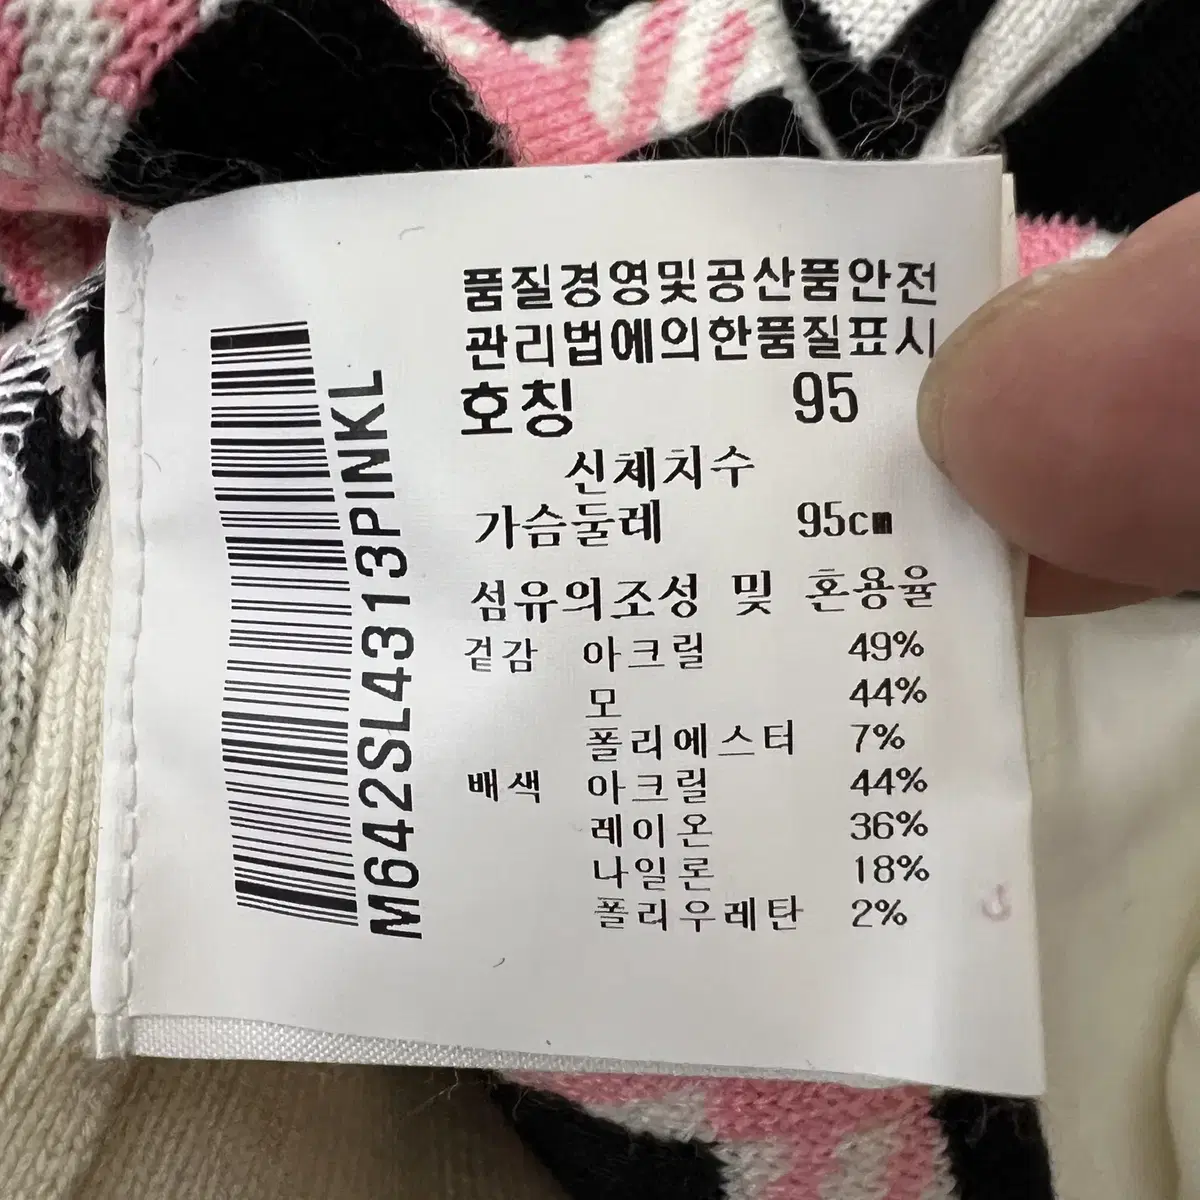 품질경영및공산품안전
관리법에의한품질표시
호칭 95
신체치수
가슴둘레 95cm
섬유의조성 및 혼용율
겉감 아크릴 49%
모 44%
폴리에스터 7%
배색 아크릴 44%
레이온 36%
나일론 18%
폴리우레탄 2%
M642SL4313PINKL